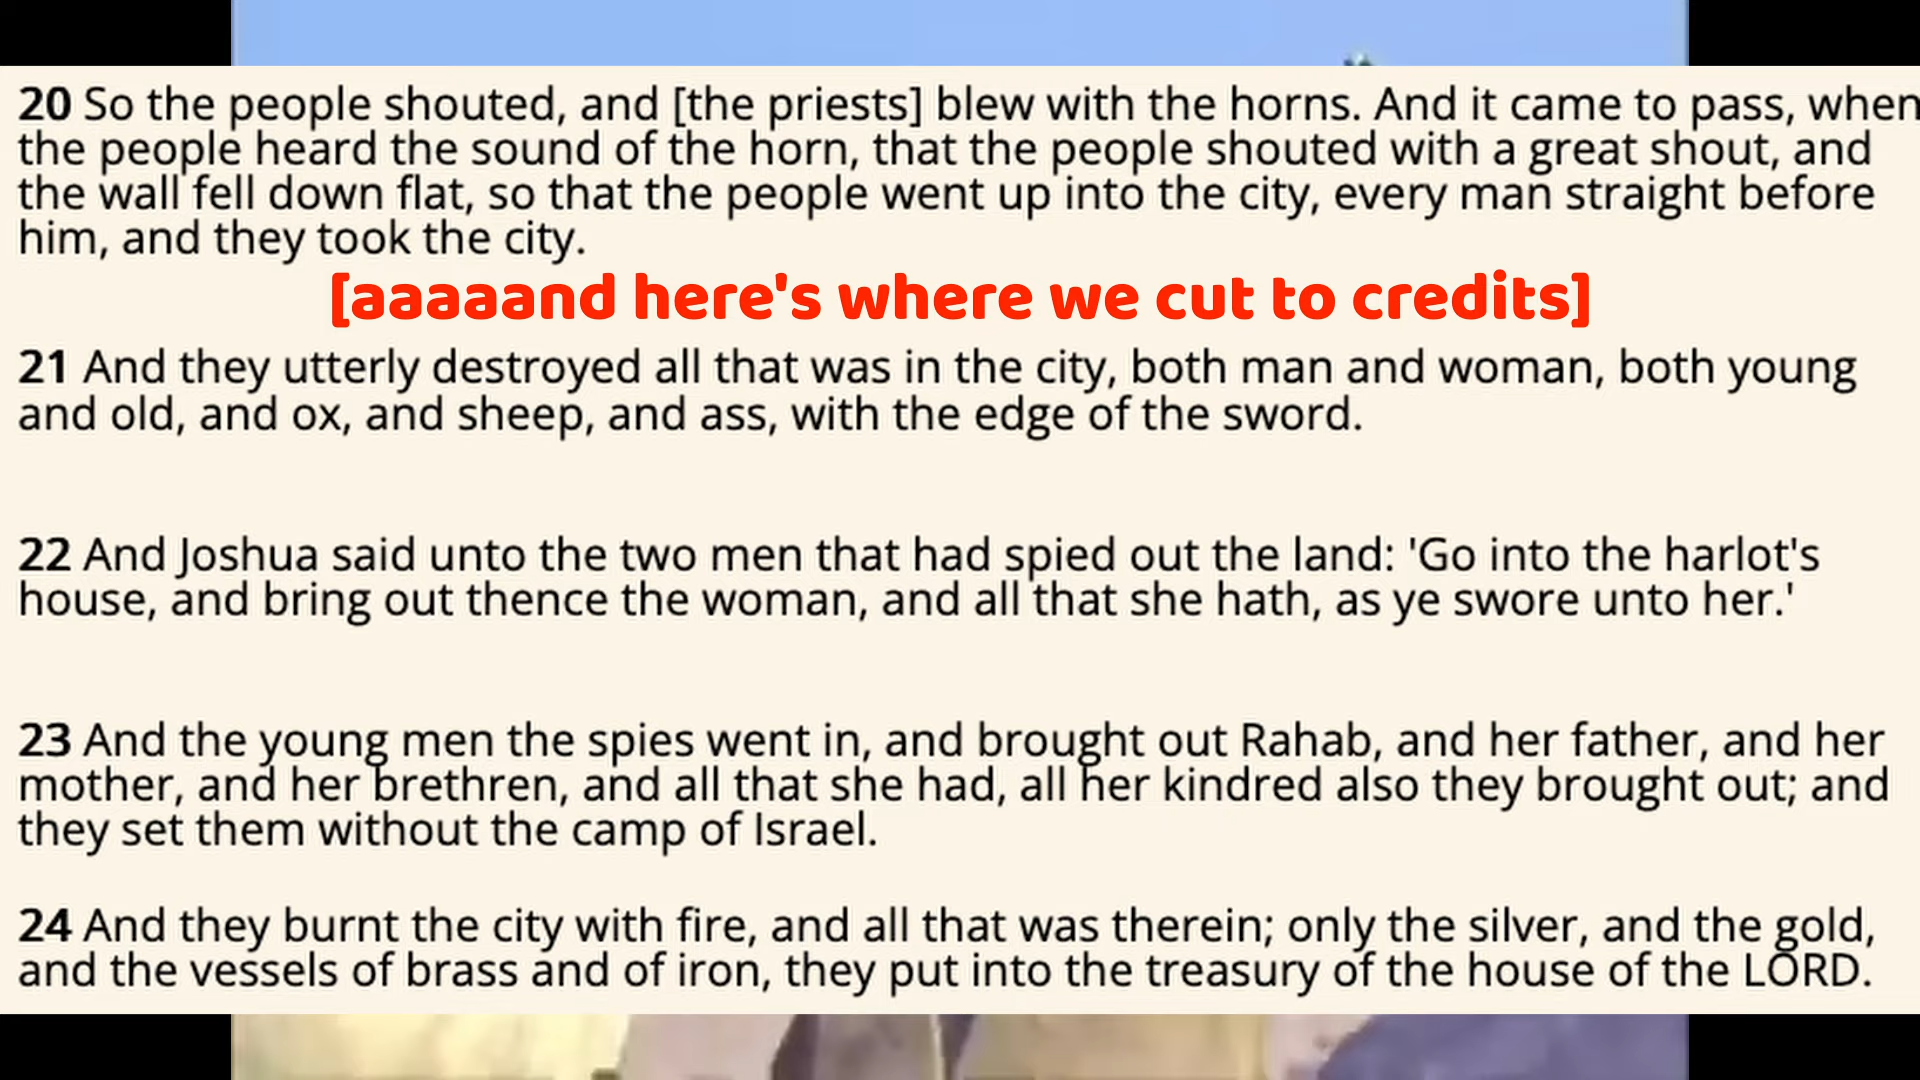 20 So the people shouted, and [the priests] blew with the horns. And it came to pass, when
the people heard the sound of the horn, that the people shouted with a great shout, and
the wall fell down flat, so that the people went up into the city, every man straight before
him, and they took the city.
[aaaaaand here's where we cut to credits]
21 And they utterly destroyed all that was in the city, both man and woman, both young
and old, and ox, and sheep, and ass, with the edge of the sword.
22 And Joshua said unto the two men that had spied out the land: 'Go into the harlot's
house, and bring out thence the woman, and all that she hath, as ye swore unto her.'
23 And the young men the spies went in, and brought out Rahab, and her father, and her
mother, and her brethren, and all that she had, all her kindred also they brought out; and
they set them without the camp of Israel.
24 And they burnt the city with fire, and all that was therein; only the silver, and the gold,
and the vessels of brass and of iron, they put into the treasury of the house of the LORD.